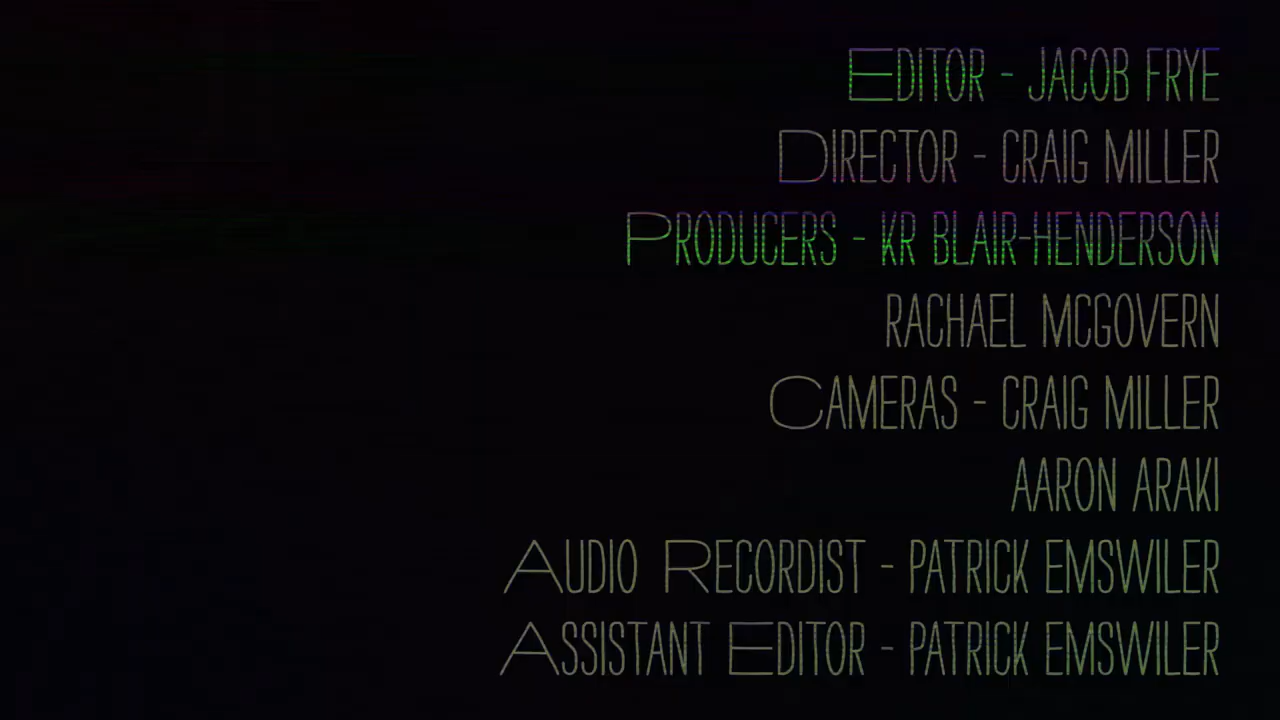 EDITOR - JACOB FRYE
DIRECTOR - CRAIG MILLER
PRODUCERS - KR BLAIR-HENDERSON
RACHAEL MCGOVERN
CAMERAS - CRAIG MILLER
AARON ARAKI
AUDIO RECORDIST - PATRICK EMSWILER
ASSISTANT EDITOR - PATRICK EMSWILER